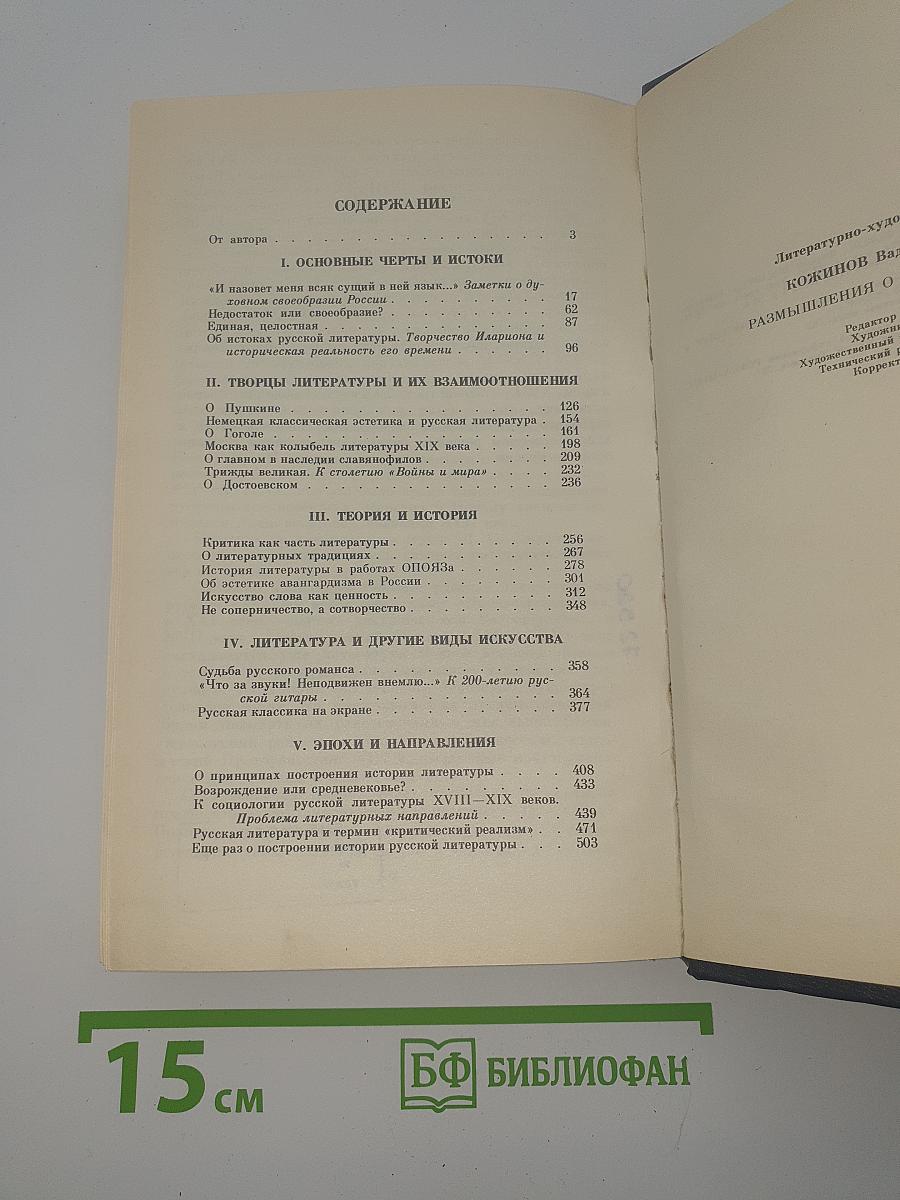 СОДЕРЖАНИЕ
От автора . . . . . . . . . . . . . . . . . 3
I. ОСНОВНЫЕ ЧЕРТЫ И ИСТОКИ
«И назовет меня всяк сущий в ней язык...» Заметки о ду-
ховном своеобразии России . . . . . . . . . . 17
Недостаток или своеобразие? . . . . . . . . . . 62
Единая, целостная . . . . . . . . . . . . . . 87
Об истоках русской литературы. Творчество Илариона и
историческая реальность его времени . . . . . . 96
II. ТВОРЦЫ ЛИТЕРАТУРЫ И ИХ ВЗАИМООТНОШЕНИЯ
О Пушкине . . . . . . . . . . . . . . . . 126
Немецкая классическая эстетика и русская литература . 154
О Гоголе . . . . . . . . . . . . . . . . . 161
Москва как колыбель литературы XIX века . . . . . 198
О главном в наследии славянофилов . . . . . . . . 209
Трижды великая. К столетию «Войны и мира» . . . . 232
О Достоевском . . . . . . . . . . . . . . . 236
III. ТЕОРИЯ И ИСТОРИЯ
Критика как часть литературы . . . . . . . . . . 256
О литературных традициях . . . . . . . . . . . 267
История литературы в работах ОПОЯЗа . . . . . . 278
Об эстетике авангардизма в России . . . . . . . . 301
Искусство слова как ценность . . . . . . . . . . 312
Не соперничество, а сотворчество . . . . . . . . . 348
IV. ЛИТЕРАТУРА И ДРУГИЕ ВИДЫ ИСКУССТВА
Судьба русского романса . . . . . . . . . . . . 358
«Что за звуки! Неподвижен внемлю...» К 200-летию рус-
ской гитары . . . . . . . . . . . . . . . 364
Русская классика на экране . . . . . . . . . . . 377
V. ЭПОХИ И НАПРАВЛЕНИЯ
О принципах построения истории литературы . . . . 408
Возрождение или средневековье? . . . . . . . . . 433
К социологии русской литературы XVIII—XIX веков.
Проблема литературных направлений . . . . . 439
Русская литература и термин «критический реализм» . . 471
Еще раз о построении истории русской литературы . . . 503
Литературно-худо
КОЖИНОВ Вад
РАЗМЫШЛЕНИЯ О
Редактор
Художни
Художественный
Технический р
Коррект
15 см
БФ БИБЛИОФАН